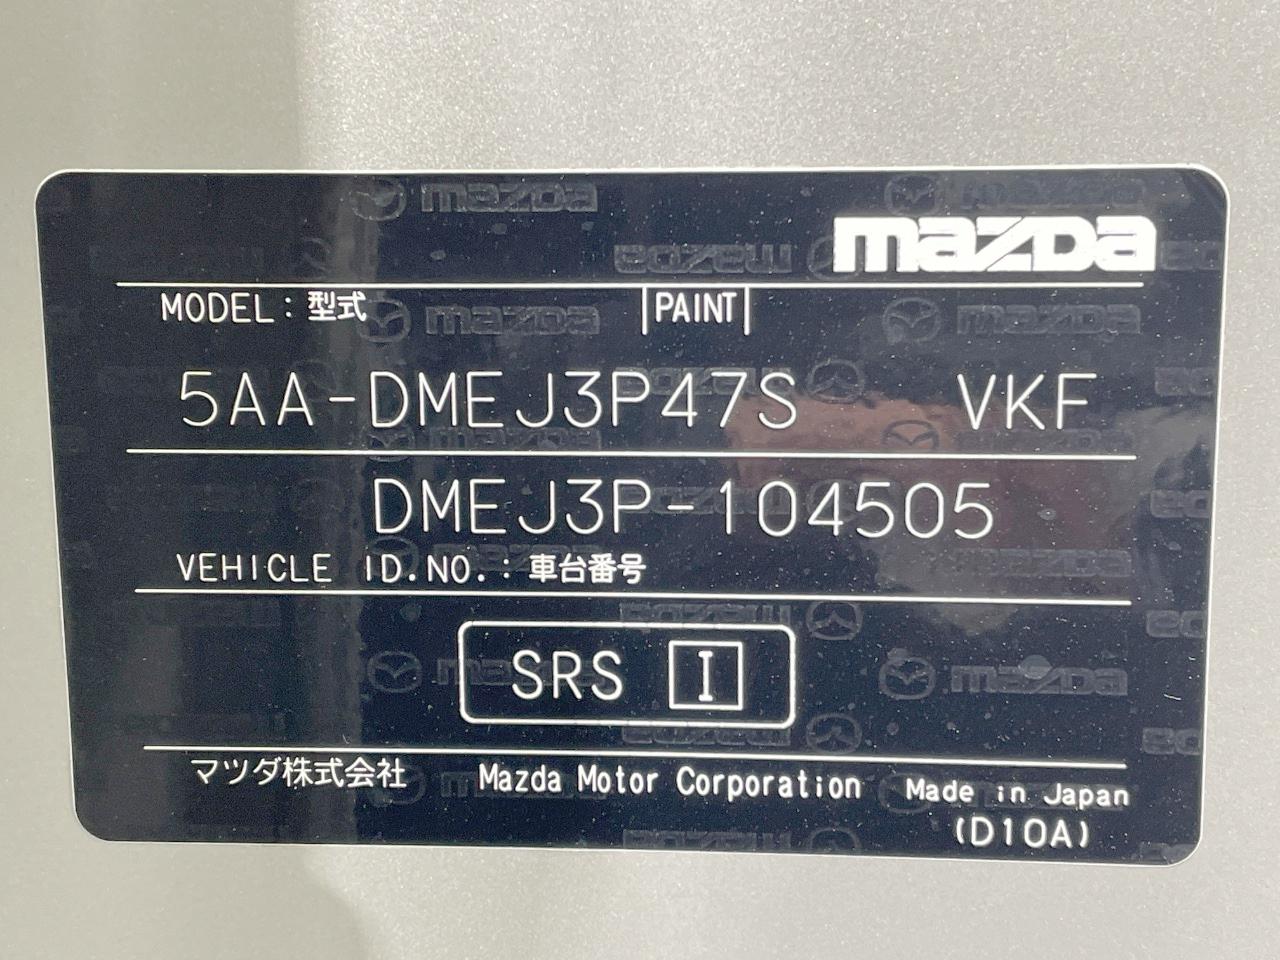 mazda
MODEL : 型式 PAINT
5AA-DMEJ3P47S VKF
DMEJ3P-104505
VEHICLE ID.NO. : 車台番号
SRS I
マツダ株式会社 Mazda Motor Corporation Made in Japan
(D10A)